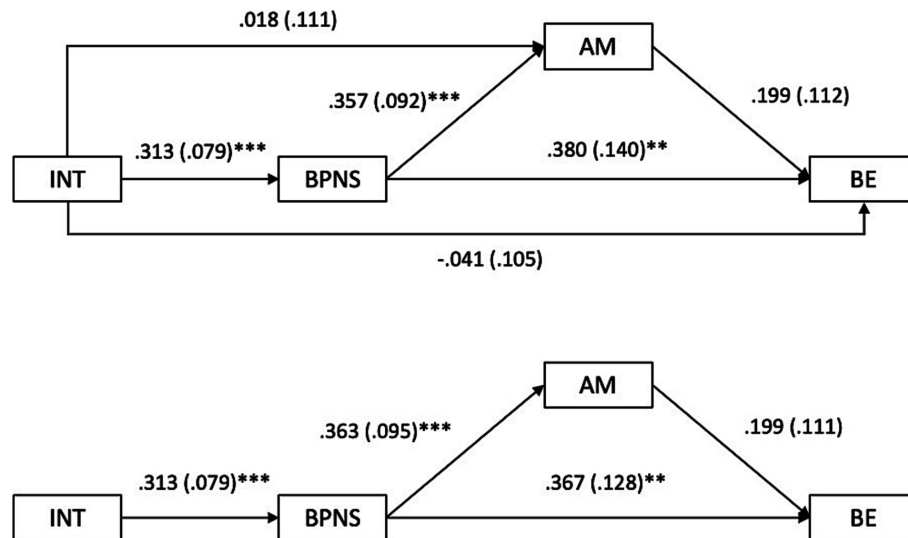 .018 (.111)
AM
.357 (.092)***
.199 (.112)
.313 (.079)***
.380 (.140)**
INT
BPNS
BE
-.041 (.105)
AM
.363 (.095)***
.199 (.111)
.313 (.079)***
.367 (.128)**
INT
BPNS
BE